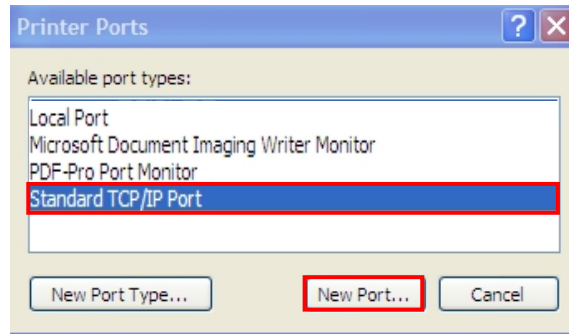 Printer Ports
Available port types:
Local Port
Microsoft Document Imaging Writer Monitor
PDF-Pro Port Monitor
Standard TCP/IP Port
New Port Type... New Port... Cancel